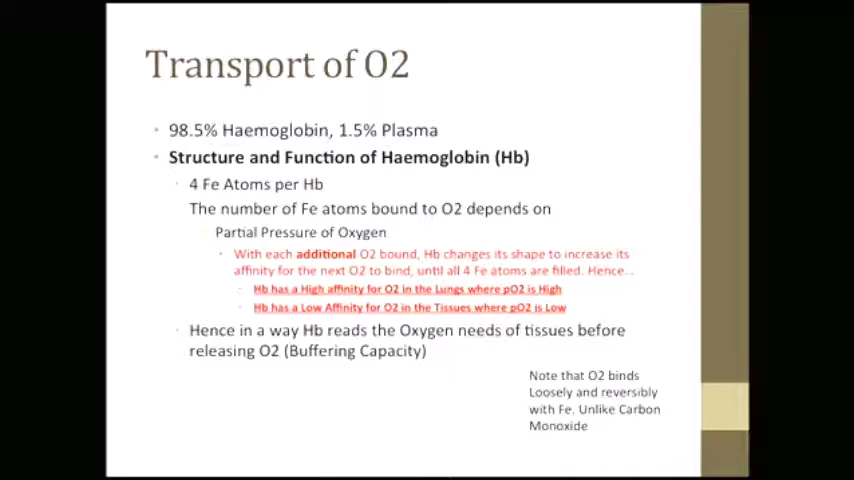 Transport of O2
98.5% Haemoglobin, 1.5% Plasma
Structure and Function of Haemoglobin (Hb)
4 Fe Atoms per Hb
The number of Fe atoms bound to O2 depends on
Partial Pressure of Oxygen
With each additional O2 bound, Hb changes its shape to increase its
affinity for the next O2 to bind, until all 4 Fe atoms are filled. Hence...
Hb has a High affinity for O2 in the Lungs where pO2 is High
Hb has a Low Affinity for O2 in the Tissues where pO2 is Low
Hence in a way Hb reads the Oxygen needs of tissues before
releasing O2 (Buffering Capacity)
Note that O2 binds
Loosely and reversibly
with Fe. Unlike Carbon
Monoxide